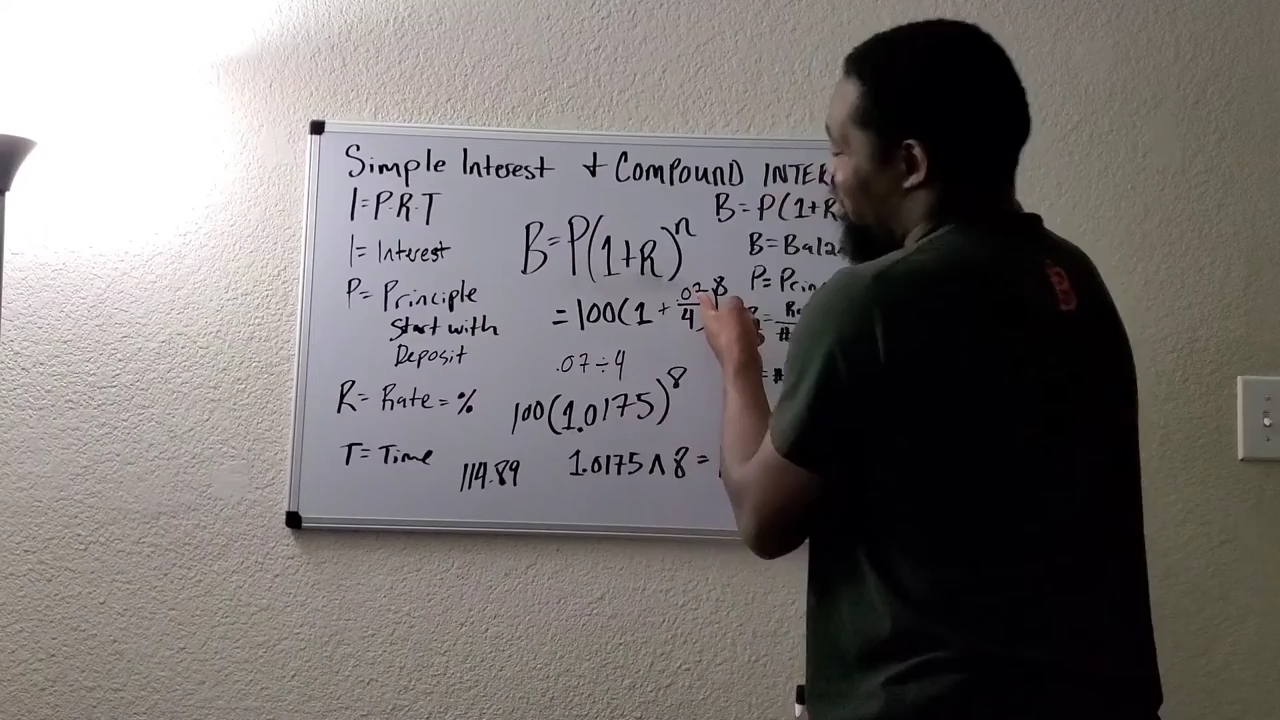 Simple Interest + COMPOUND INTER
I=P·R·T
I= Interest
P= Principle
Start with
Deposit
R= Rate = %
T= Time
B=P(1+R)^n
=100(1+.07/4)^8
.07÷4
100(1.0175)^8
114.89
1.0175^8=
B=P(1+R
B=Bala
P=Prin
B